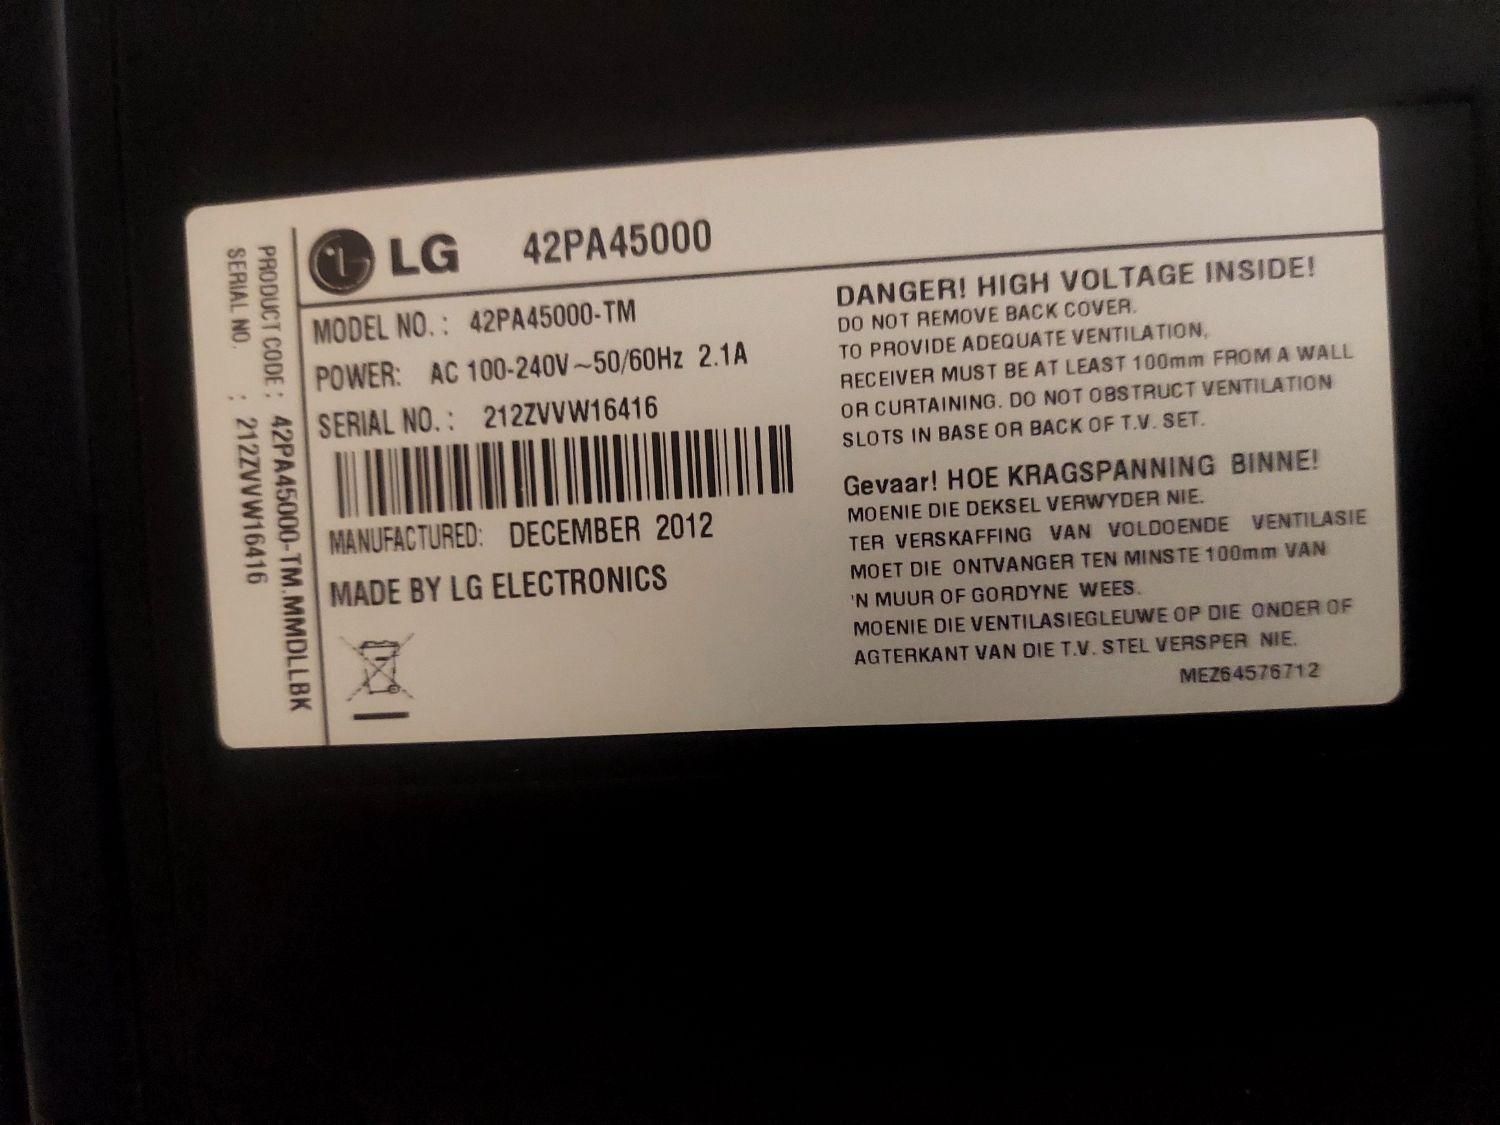 LG 42PA45000
MODEL NO. : 42PA45000-TM
POWER: AC 100-240V~50/60Hz 2.1A
SERIAL NO. : 212ZVVW16416
MANUFACTURED: DECEMBER 2012
MADE BY LG ELECTRONICS
DANGER! HIGH VOLTAGE INSIDE!
DO NOT REMOVE BACK COVER.
TO PROVIDE ADEQUATE VENTILATION,
RECEIVER MUST BE AT LEAST 100mm FROM A WALL
OR CURTAINING. DO NOT OBSTRUCT VENTILATION
SLOTS IN BASE OR BACK OF T.V. SET.
Gevaar! HOE KRAGSPANNING BINNE!
MOENIE DIE DEKSEL VERWYDER NIE.
TER VERSKAFFING VAN VOLDOENDE VENTILASIE
MOET DIE ONTVANGER TEN MINSTE 100mm VAN
'N MUUR OF GORDYNE WEES.
MOENIE DIE VENTILASIEGLEUWE OP DIE ONDER OF
AGTERKANT VAN DIE T.V. STEL VERSPER NIE.
MEZ64576712
PRODUCT CODE : 42PA45000-TM.MMDLLBK
SERIAL NO. : 212ZVVW16416